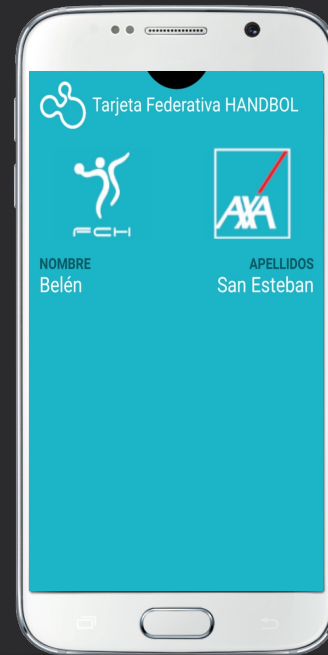 Tarjeta Federativa HANDBOL
FCH
AXA
NOMBRE APELLIDOS
Belén San Esteban